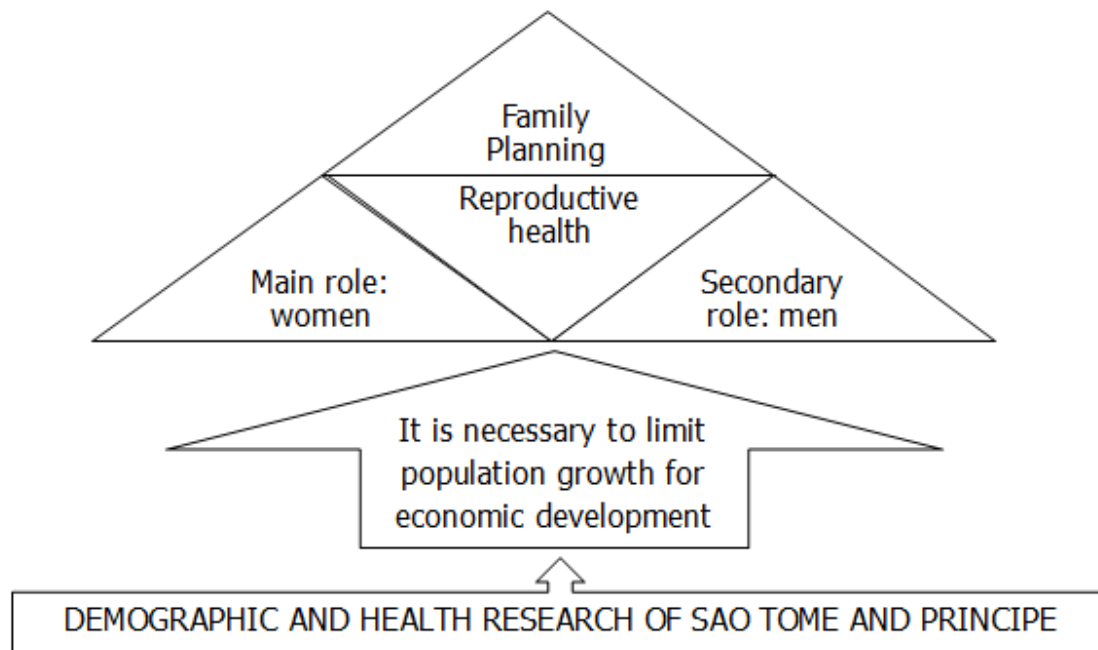 Family
Planning
Reproductive
health
Main role:
women
Secondary
role: men
It is necessary to limit
population growth for
economic development
DEMOGRAPHIC AND HEALTH RESEARCH OF SAO TOME AND PRINCIPE